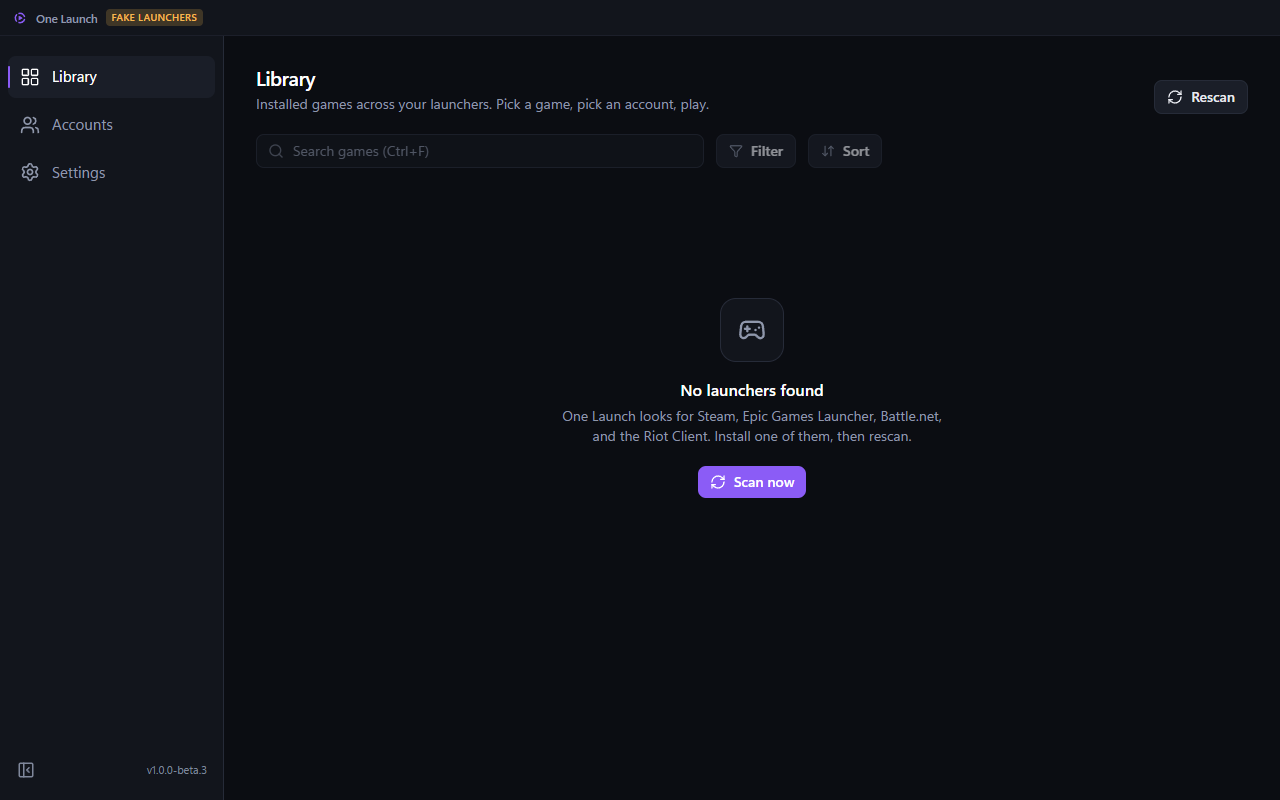 One Launch FAKE LAUNCHERS
Library
Accounts
Settings
v1.0.0-beta.3
Library
Installed games across your launchers. Pick a game, pick an account, play.
Rescan
Search games (Ctrl+F)
Filter
Sort
No launchers found
One Launch looks for Steam, Epic Games Launcher, Battle.net,
and the Riot Client. Install one of them, then rescan.
Scan now